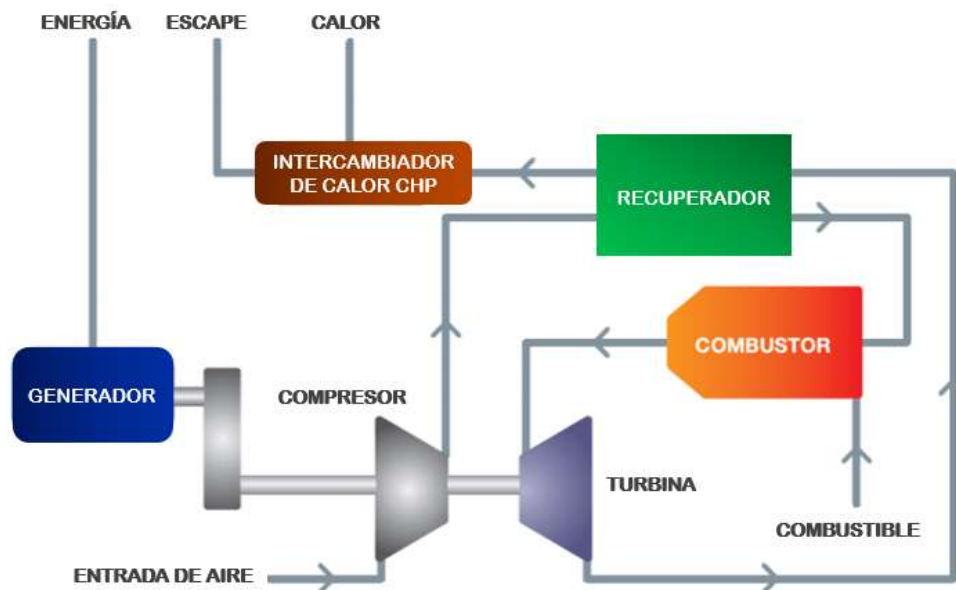 ENERGÍA
ESCAPE
CALOR
INTERCAMBIADOR
DE CALOR CHP
RECUPERADOR
COMBUSTOR
GENERADOR
COMPRESOR
TURBINA
COMBUSTIBLE
ENTRADA DE AIRE